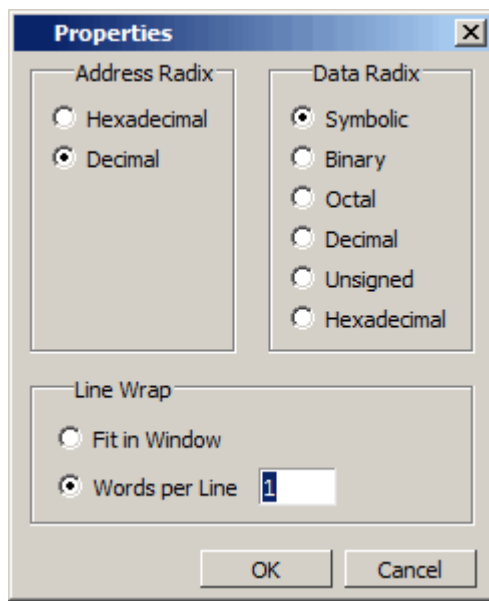 Properties
Address Radix
Hexadecimal
Decimal
Data Radix
Symbolic
Binary
Octal
Decimal
Unsigned
Hexadecimal
Line Wrap
Fit in Window
Words per Line 1
OK Cancel